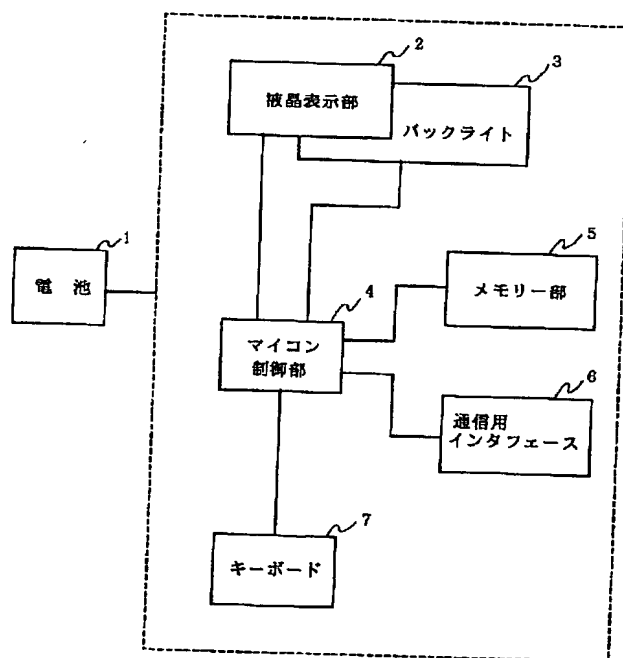 2
3
液晶表示部
バックライト
1
電 池
5
メモリー部
4
マイコン
制御部
6
通信用
インタフェース
7
キーボード